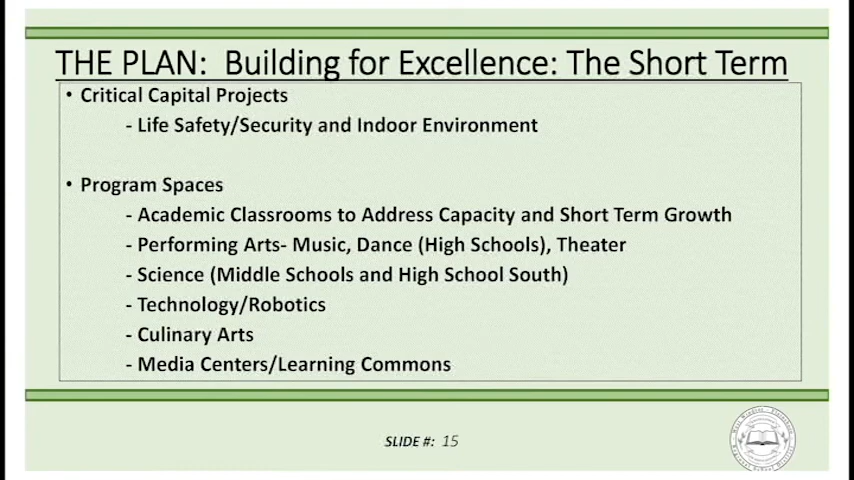 THE PLAN:  Building for Excellence: The Short Term
• Critical Capital Projects
- Life Safety/Security and Indoor Environment
• Program Spaces
- Academic Classrooms to Address Capacity and Short Term Growth
- Performing Arts- Music, Dance (High Schools), Theater
- Science (Middle Schools and High School South)
- Technology/Robotics
- Culinary Arts
- Media Centers/Learning Commons
SLIDE #: 15